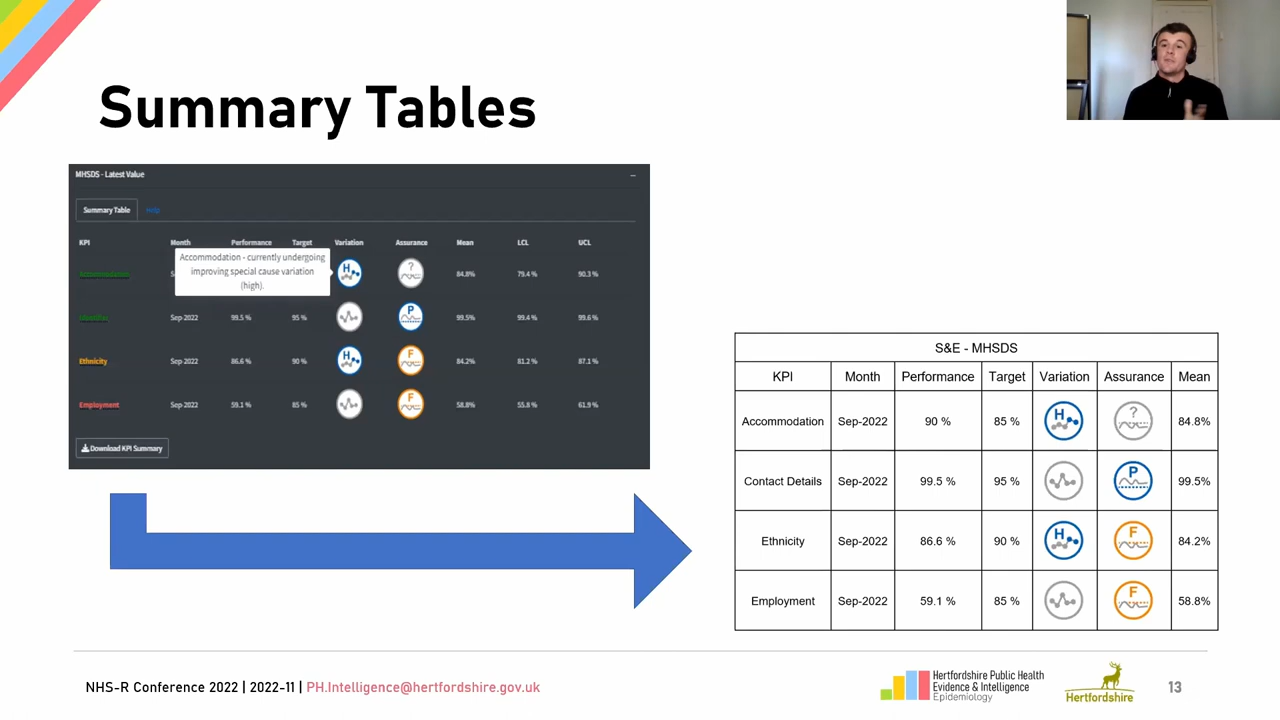 Summary Tables
MHSDS - Latest Value
Summary Table Help
KPI Month Performance Target Variation Assurance Mean LCL UCL
Accommodation - currently undergoing
improving special cause variation
(high).
Accommodation H ? 84.8% 79.4 % 90.3 %
Sep-2022 99.5 % 95 % P 99.5% 99.4 % 99.6 %
Ethnicity Sep-2022 86.6 % 90 % H F 84.2% 81.2 % 87.1 %
Employment Sep-2022 59.1 % 85 % F 58.8% 55.8 % 61.9 %
Download KPI Summary
S&E - MHSDS
KPI Month Performance Target Variation Assurance Mean
Accommodation Sep-2022 90 % 85 % H ? 84.8%
Contact Details Sep-2022 99.5 % 95 % P 99.5%
Ethnicity Sep-2022 86.6 % 90 % H F 84.2%
Employment Sep-2022 59.1 % 85 % F 58.8%
NHS-R Conference 2022 | 2022-11 | PH.Intelligence@hertfordshire.gov.uk
Hertfordshire Public Health
Evidence & Intelligence
Epidemiology
Hertfordshire
13